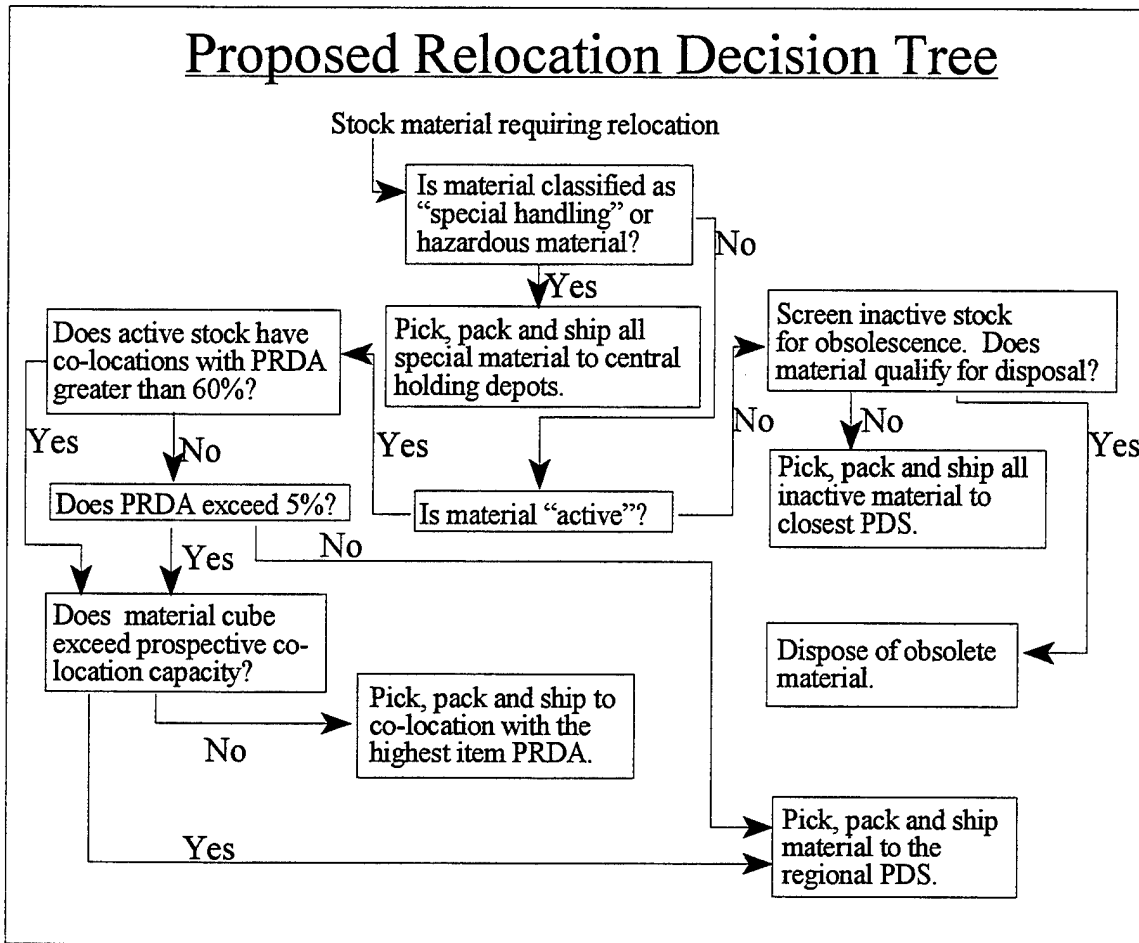 Proposed Relocation Decision Tree
Stock material requiring relocation
Is material classified as
“special handling” or
hazardous material?
No
Yes
Does active stock have
co-locations with PRDA
greater than 60%?
Pick, pack and ship all
special material to central
holding depots.
Screen inactive stock
for obsolescence.  Does
material qualify for disposal?
Yes
No
Yes
No
No
Yes
Does PRDA exceed 5%?
Is material “active”?
Pick, pack and ship all
inactive material to
closest PDS.
Yes
No
Does  material cube
exceed prospective co-
location capacity?
Dispose of obsolete
material.
Pick, pack and ship to
co-location with the
highest item PRDA.
No
Yes
Pick, pack and ship
material to the
regional PDS.